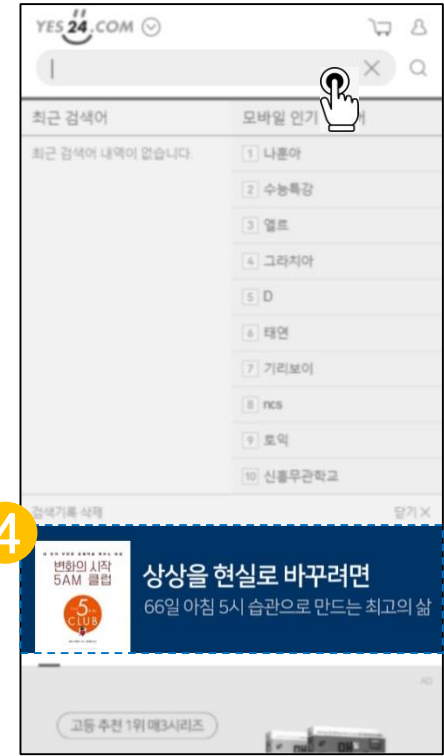 YES24.COM
최근 검색어
모바일 인기
최근 검색어 내역이 없습니다.
1 나훈아
2 수능특강
3 옐르
4 그라치아
5 D
6 태연
7 기리보이
8 ncs
9 토익
10 신흥무관학교
검색기록 삭제
닫기 X
4
변화의 시작
5AM 클럽
5
CLUB
상상을 현실로 바꾸려면
66일 아침 5시 습관으로 만드는 최고의 삶
AD
고등 추천 1위 매3시리즈